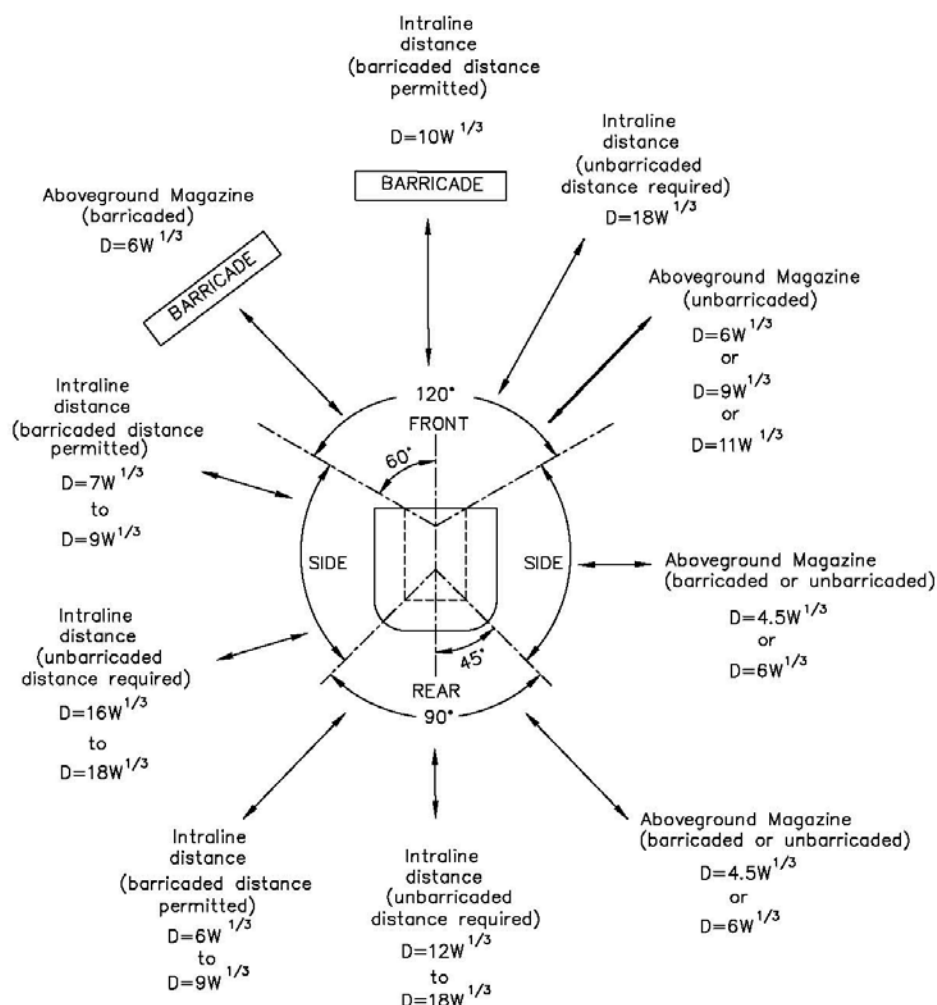 Intraline
distance
(barricaded distance
permitted)
D=10W 1/3
BARRICADE
Intraline
distance
(unbarricaded
distance required)
D=18W 1/3
Aboveground Magazine
(barricaded)
D=6W 1/3
BARRICADE
Aboveground Magazine
(unbarricaded)
D=6W 1/3
or
D=9W 1/3
or
D=11W 1/3
120°
FRONT
60°
Intraline
distance
(barricaded distance
permitted)
D=7W 1/3
to
D=9W 1/3
SIDE
SIDE
Aboveground Magazine
(barricaded or unbarricaded)
D=4.5W 1/3
or
D=6W 1/3
Intraline
distance
(unbarricaded
distance required)
D=16W 1/3
to
D=18W 1/3
45°
REAR
90°
Intraline
distance
(barricaded distance
permitted)
D=6W 1/3
to
D=9W 1/3
Intraline
distance
(unbarricaded
distance required)
D=12W 1/3
to
D=18W 1/3
Aboveground Magazine
(barricaded or unbarricaded)
D=4.5W 1/3
or
D=6W 1/3